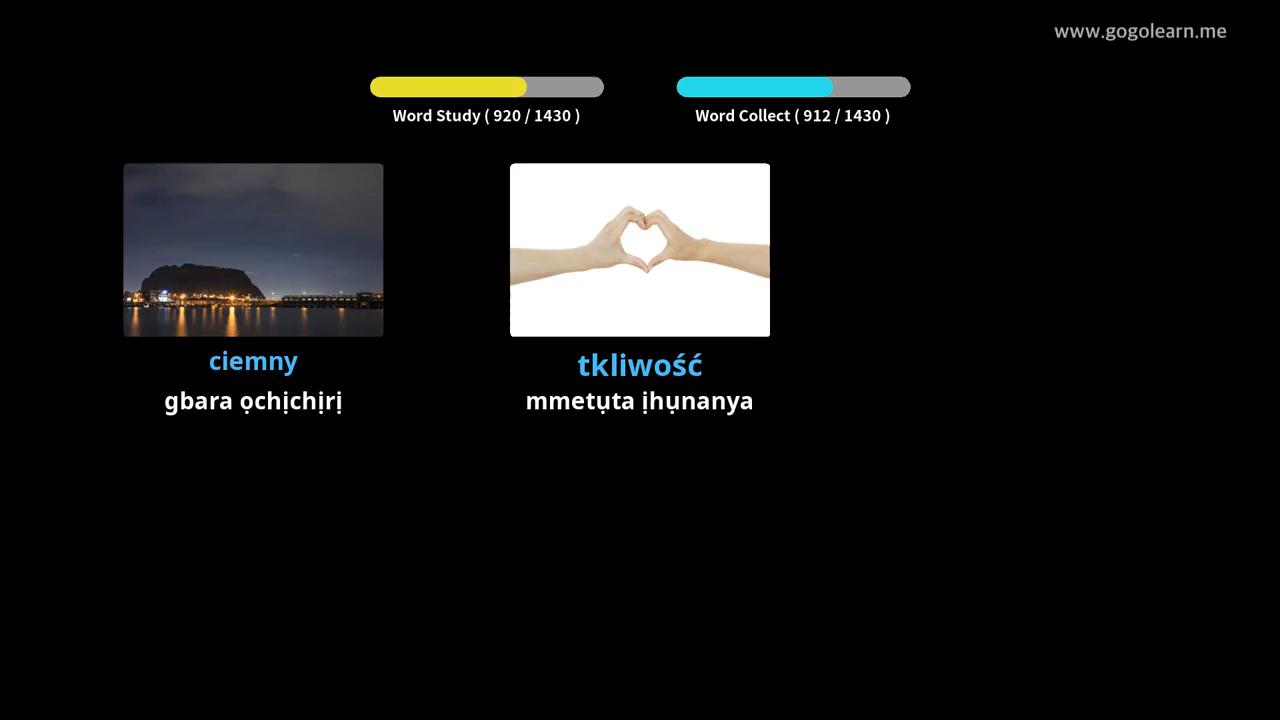 www.gogolearn.me
Word Study ( 920 / 1430 )
Word Collect ( 912 / 1430 )
ciemny
gbara ọchịchịrị
tkliwość
mmetụta ịhụnanya